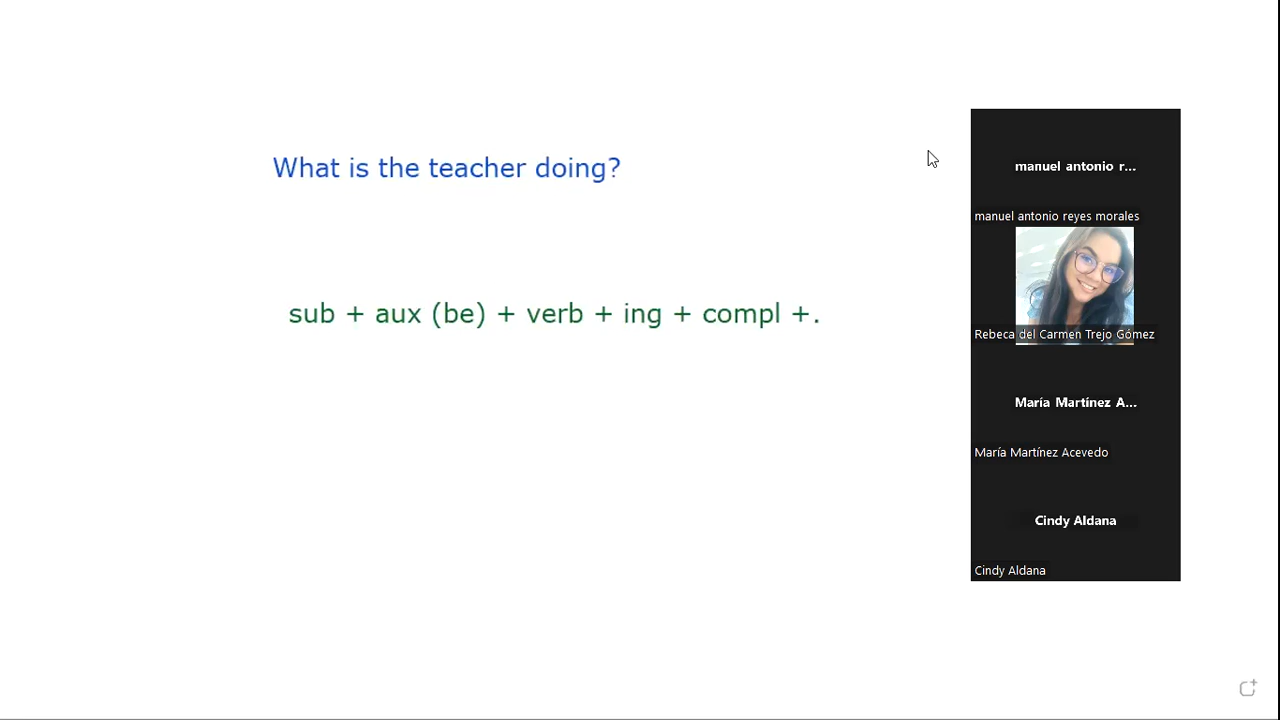 What is the teacher doing?
sub + aux (be) + verb + ing + compl +.
manuel antonio r...
manuel antonio reyes morales
Rebeca del Carmen Trejo Gómez
María Martínez A...
María Martínez Acevedo
Cindy Aldana
Cindy Aldana